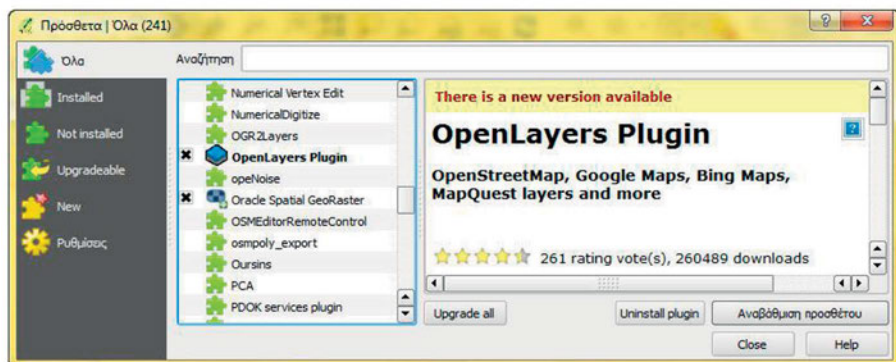 Πρόσθετα | Όλα (241)
Όλα
Installed
Not installed
Upgradeable
New
Ρυθμίσεις
Αναζήτηση
Numerical Vertex Edit
NumericalDigitize
OGR2Layers
OpenLayers Plugin
opeNoise
Oracle Spatial GeoRaster
OSMEditorRemoteControl
osmpoly_export
Oursins
PCA
PDOK services plugin
There is a new version available
OpenLayers Plugin
OpenStreetMap, Google Maps, Bing Maps,
MapQuest layers and more
261 rating vote(s), 260489 downloads
Upgrade all
Uninstall plugin
Αναβάθμιση προσθέτου
Close
Help